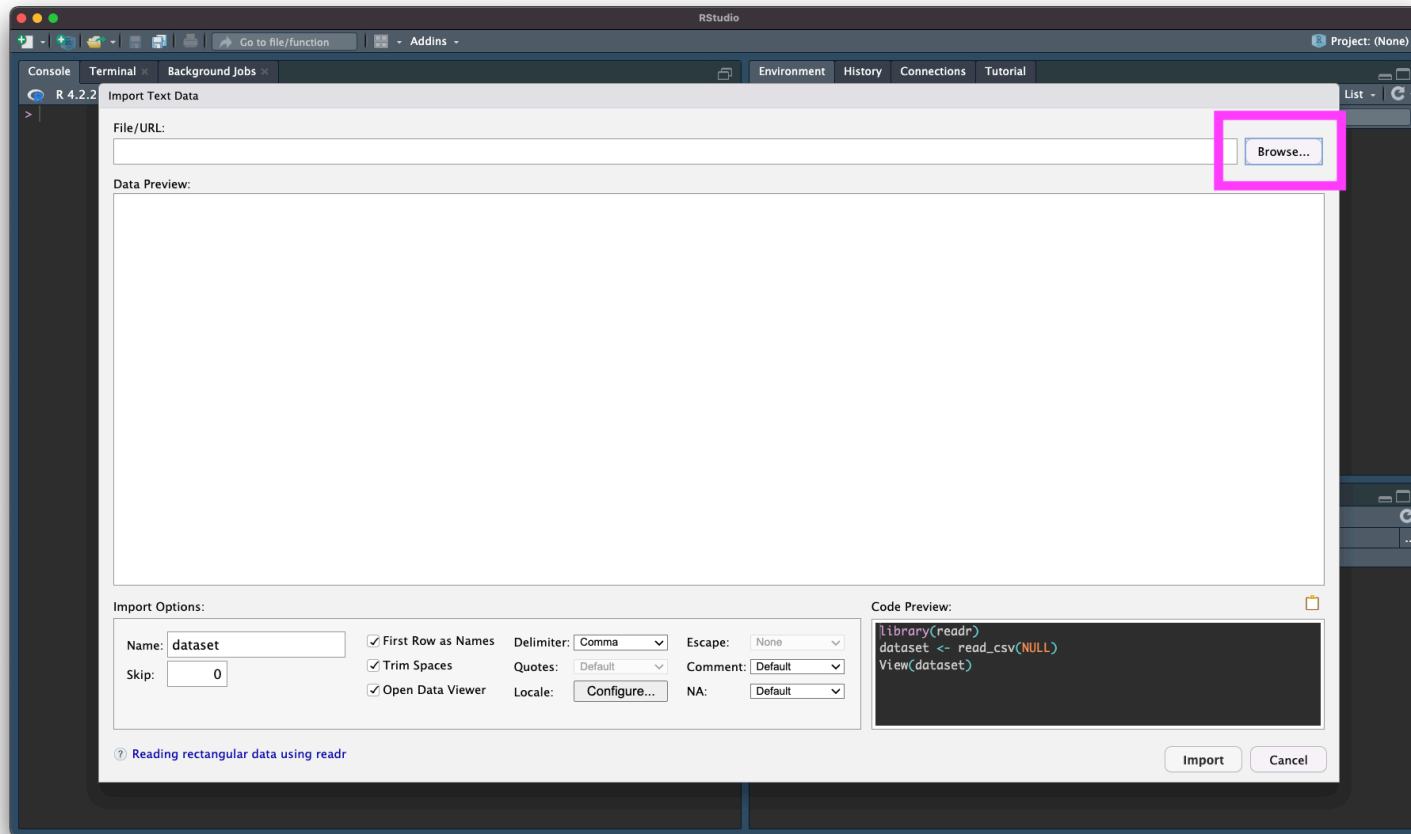 RStudio
Go to file/function
Addins
Project: (None)
Console Terminal Background Jobs
Environment History Connections Tutorial
R 4.2.2
Import Text Data
List
>
File/URL:
Browse...
Data Preview:
Import Options:
Code Preview:
Name: dataset
First Row as Names
Delimiter: Comma
Escape: None
library(readr)
dataset <- read_csv(NULL)
View(dataset)
Trim Spaces
Quotes: Default
Comment: Default
Skip: 0
Open Data Viewer
Locale: Configure...
NA: Default
? Reading rectangular data using readr
Import
Cancel